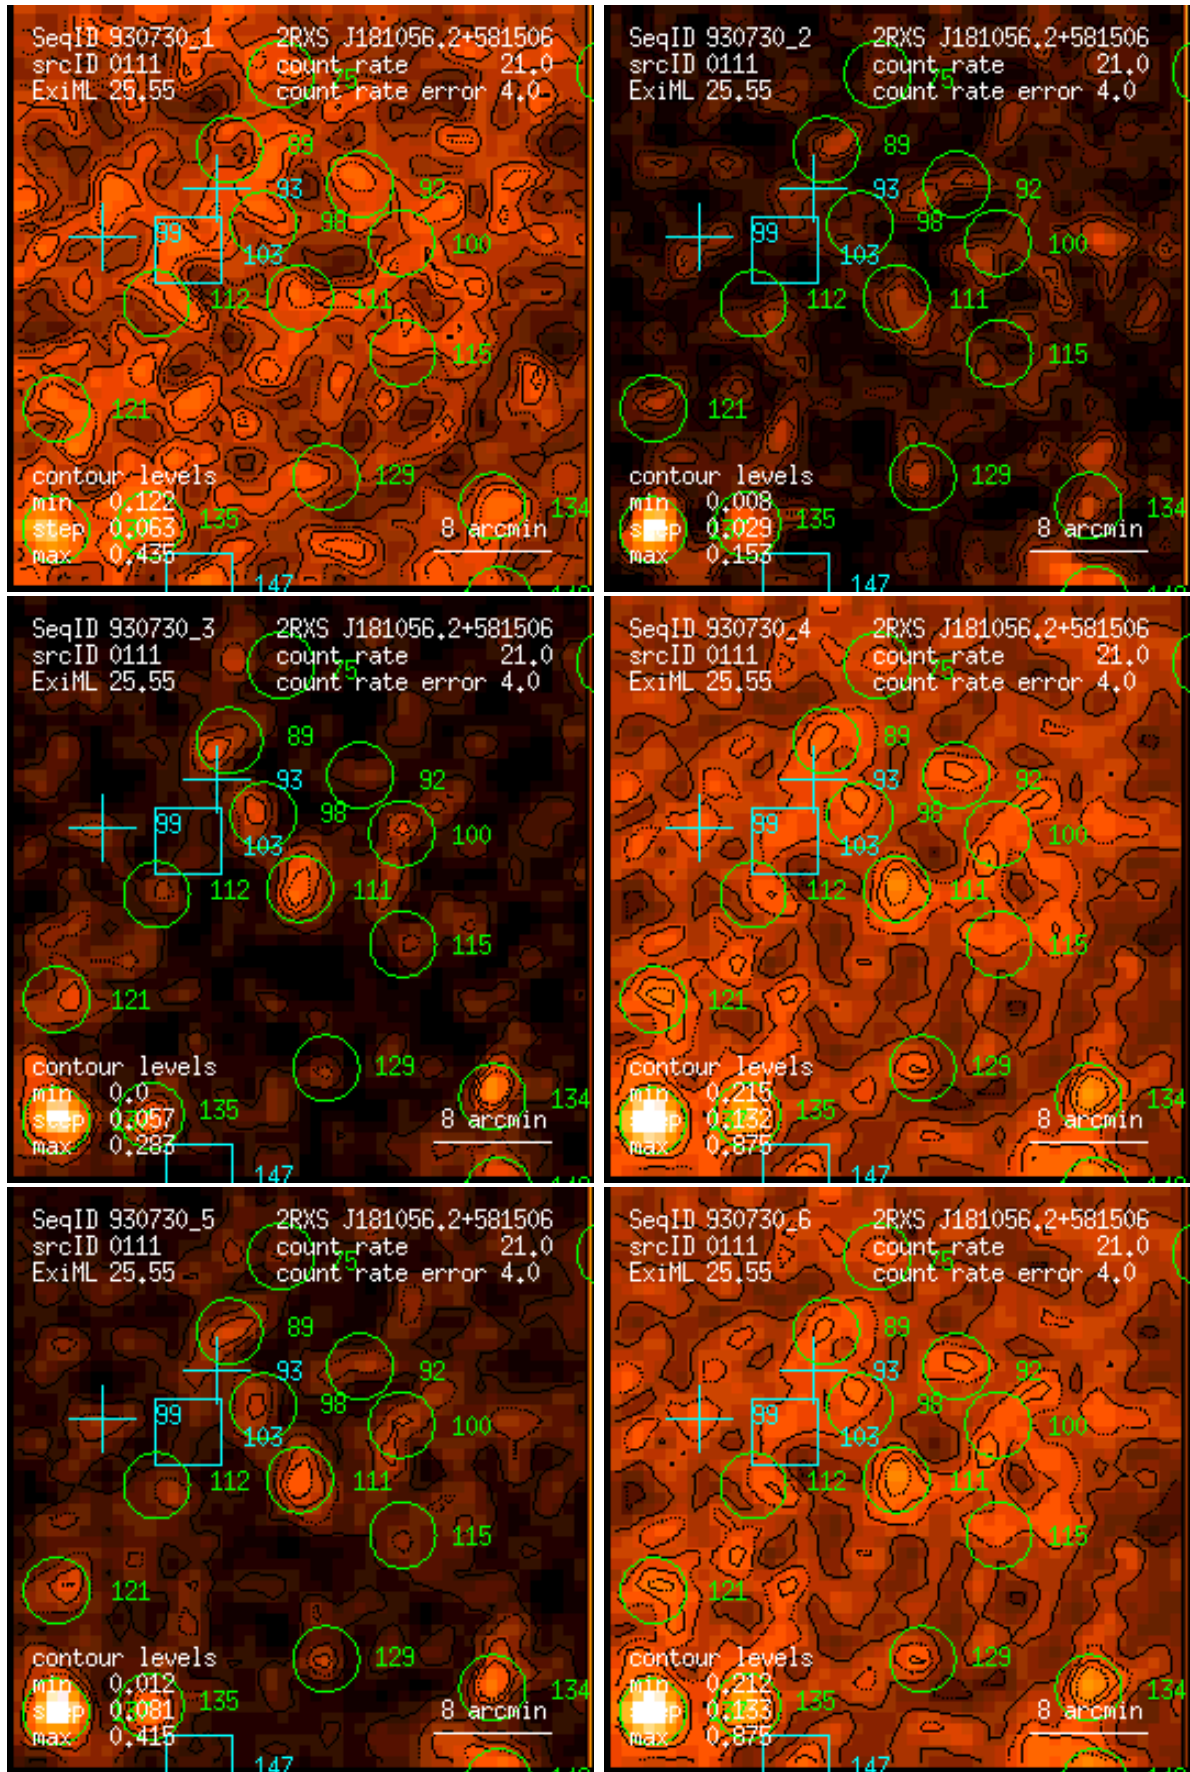 SeqID 930730_1 2RXS J181056.2+581506
srcID 0111 count rate 21.0
ExiML 25.55 count rate error 4.0
75
89
93
92
98
99
100
103
112
111
115
121
129
contour levels
min 0.122
134
step 0.063
135
8 arcmin
max 0.435
147
SeqID 930730_2 2RXS J181056.2+581506
srcID 0111 count rate 21.0
ExiML 25.55 count rate error 4.0
75
89
93
92
98
99
100
103
112
111
115
121
129
contour levels
min 0.008
134
step 0.029
135
8 arcmin
max 0.153
147
SeqID 930730_3 2RXS J181056.2+581506
srcID 0111 count rate 21.0
ExiML 25.55 count rate error 4.0
75
89
93
92
98
99
100
103
112
111
115
121
129
contour levels
min 0.0
134
step 0.057
135
8 arcmin
max 0.283
147
SeqID 930730_4 2RXS J181056.2+581506
srcID 0111 count rate 21.0
ExiML 25.55 count rate error 4.0
75
89
93
92
98
99
100
103
112
111
115
121
129
contour levels
min 0.215
134
step 0.132
135
8 arcmin
max 0.875
147
SeqID 930730_5 2RXS J181056.2+581506
srcID 0111 count rate 21.0
ExiML 25.55 count rate error 4.0
75
89
93
92
98
99
100
103
112
111
115
121
129
contour levels
min 0.012
134
step 0.081
135
8 arcmin
max 0.415
147
SeqID 930730_6 2RXS J181056.2+581506
srcID 0111 count rate 21.0
ExiML 25.55 count rate error 4.0
75
89
93
92
98
99
100
103
112
111
115
121
129
contour levels
min 0.212
134
step 0.133
135
8 arcmin
max 0.875
147